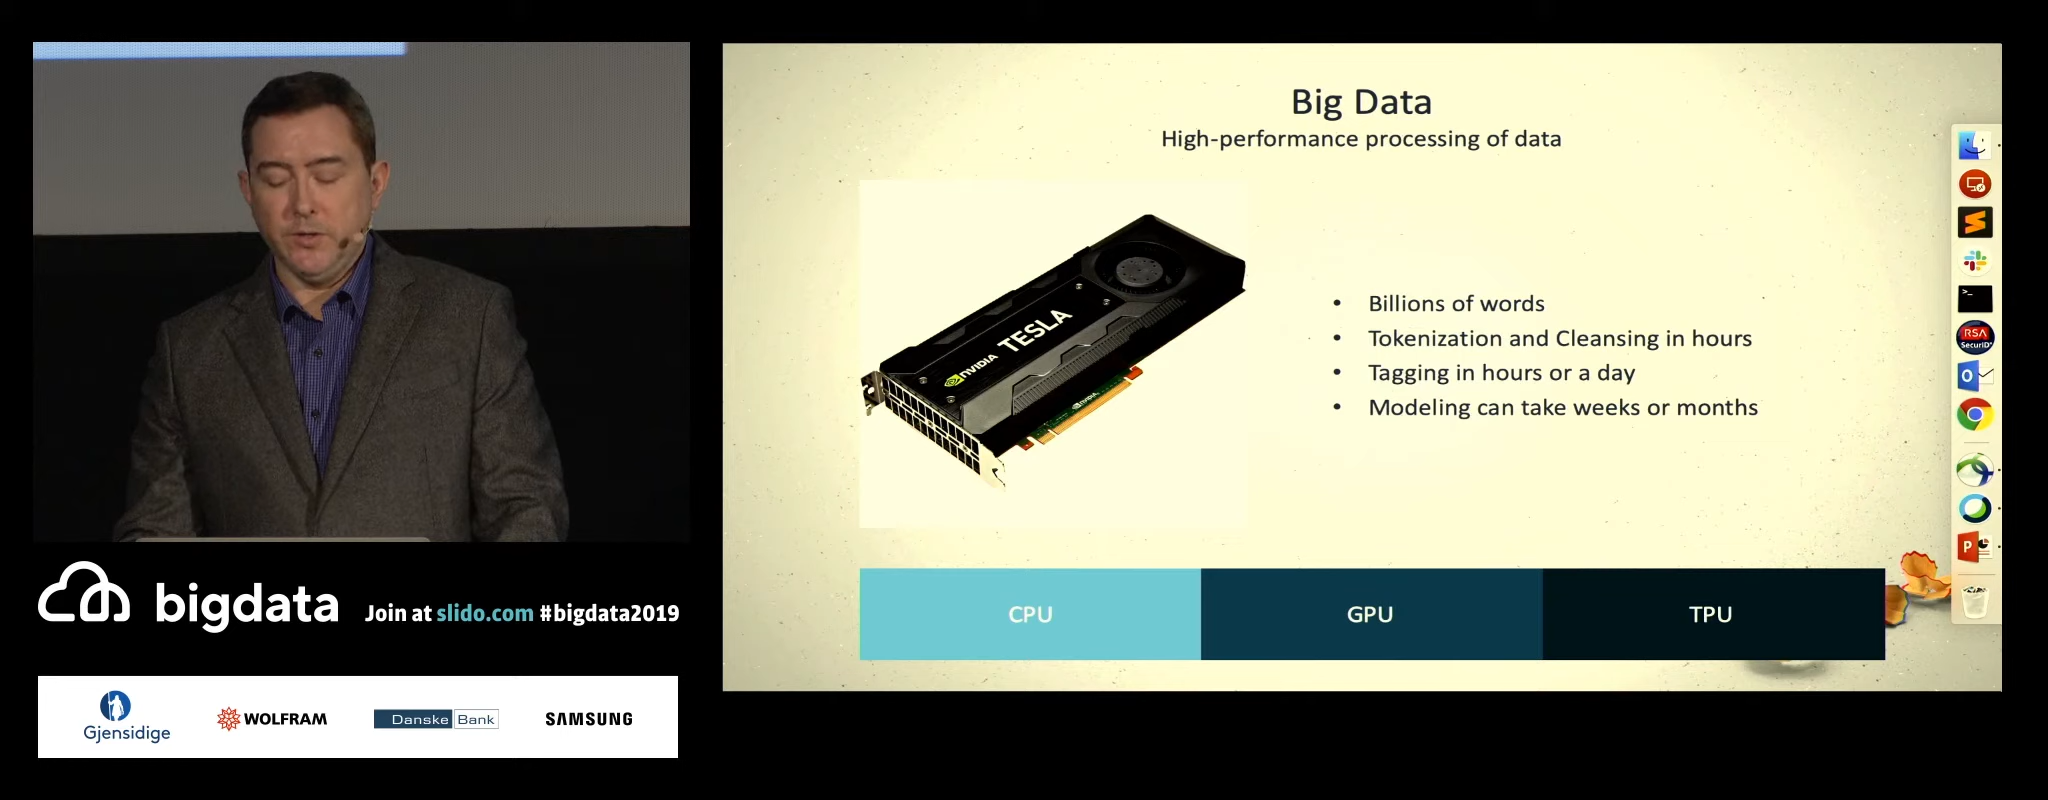 bigdata
Join at slido.com #bigdata2019
Gjensidige
WOLFRAM
Danske Bank
SAMSUNG
Big Data
High-performance processing of data
NVIDIA TESLA
NVIDIA
• Billions of words
• Tokenization and Cleansing in hours
• Tagging in hours or a day
• Modeling can take weeks or months
CPU
GPU
TPU
>_
RSA
SecurID
O
P